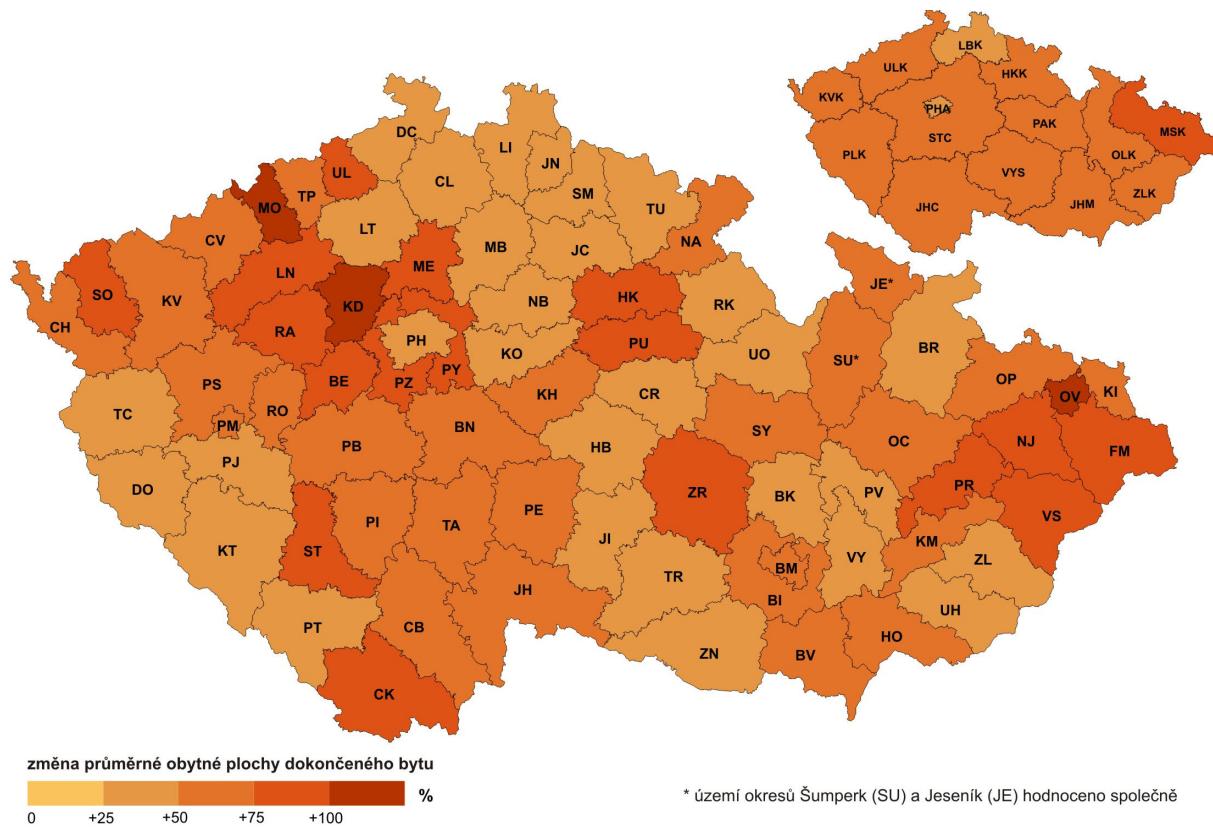 LBK
ULK
HKK
KVK
PHA
PAK
MSK
STC
PLK
OLK
VYS
ZLK
JHM
JHC
DC
LI
JN
UL
CL
TP
SM
MO
TU
LT
CV
MB
JC
NA
ME
LN
SO
KV
KD
NB
HK
RK
JE*
CH
RA
PH
PU
KO
UO
SU*
BR
BE
PZ
PY
OP
KI
OV
PS
KH
CR
TC
RO
PM
BN
SY
OC
NJ
FM
PB
HB
PJ
DO
ZR
BK
PV
PR
VS
PE
PI
TA
JI
KT
ST
KM
VY
ZL
BM
TR
JH
BI
UH
PT
CB
HO
ZN
BV
CK
změna průměrné obytné plochy dokončeného bytu
%
0 +25 +50 +75 +100
* území okresů Šumperk (SU) a Jeseník (JE) hodnoceno společně